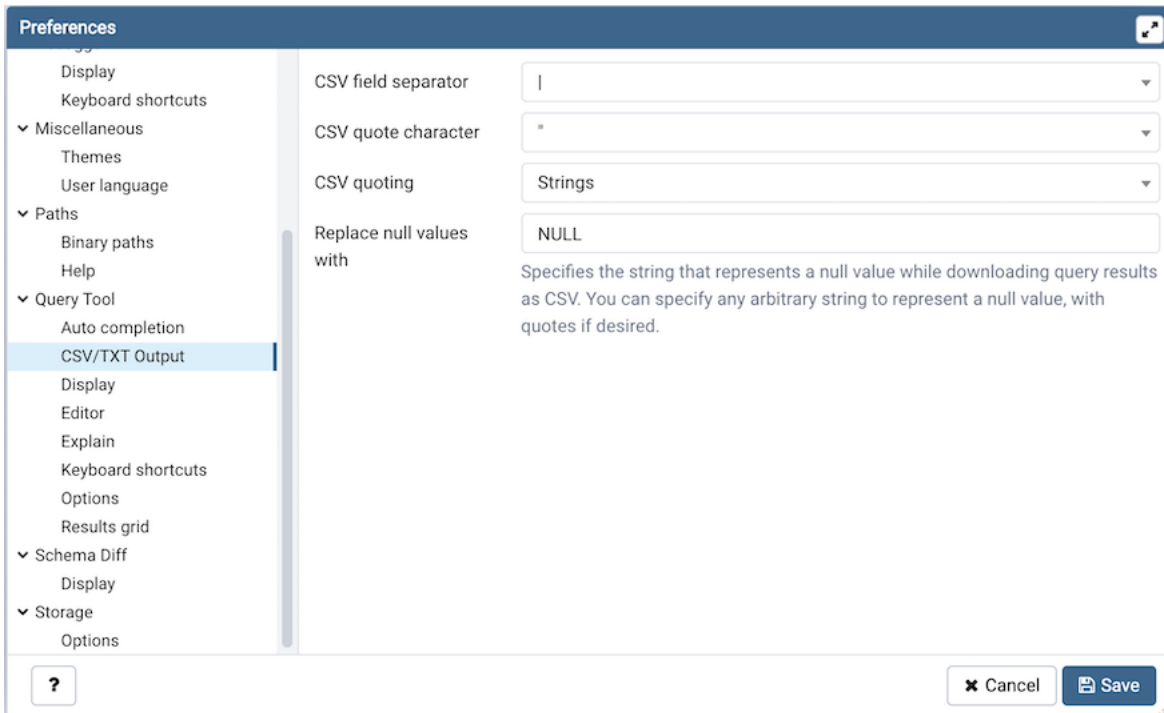 Preferences
Display
Keyboard shortcuts
Miscellaneous
Themes
User language
Paths
Binary paths
Help
Query Tool
Auto completion
CSV/TXT Output
Display
Editor
Explain
Keyboard shortcuts
Options
Results grid
Schema Diff
Display
Storage
Options
CSV field separator
|
CSV quote character
"
CSV quoting
Strings
Replace null values
with
NULL
Specifies the string that represents a null value while downloading query results
as CSV. You can specify any arbitrary string to represent a null value, with
quotes if desired.
?
Cancel
Save